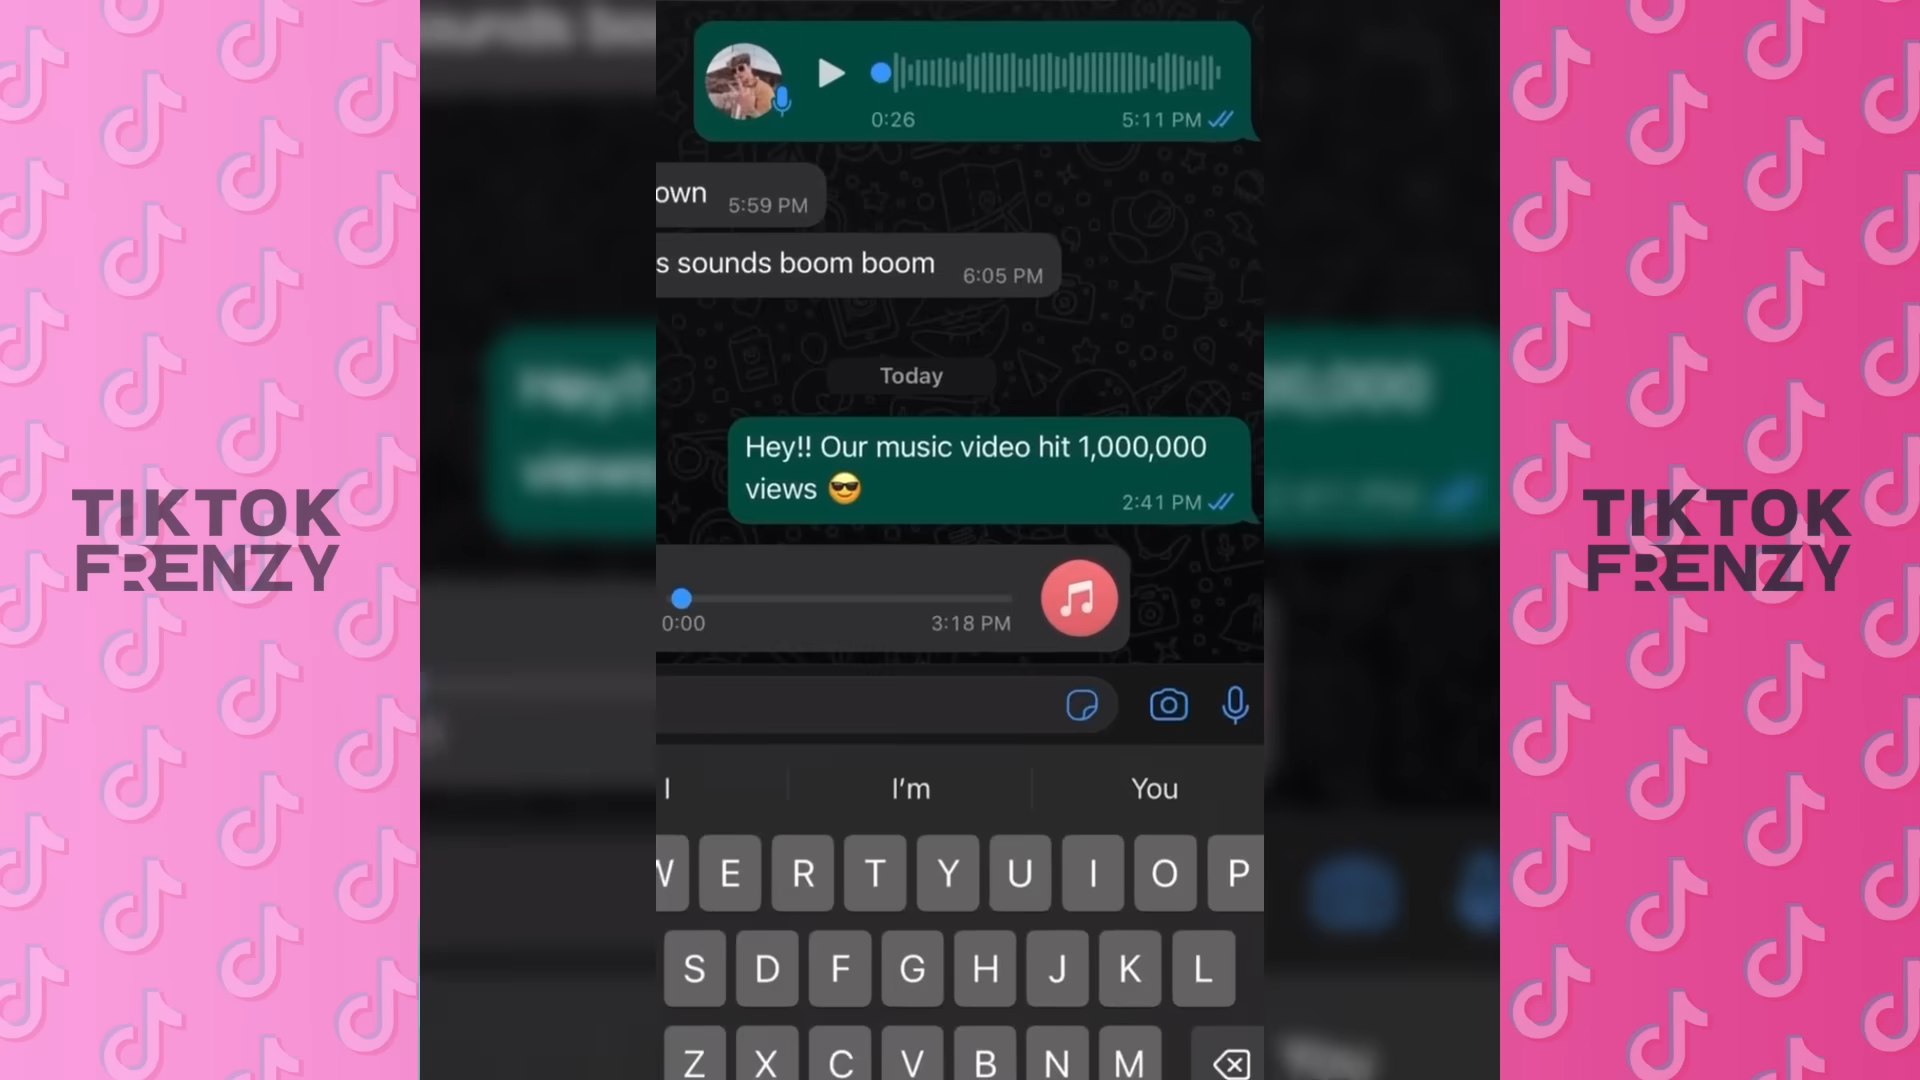 0:26
5:11 PM
own
5:59 PM
s sounds boom boom
6:05 PM
Today
Hey!! Our music video hit 1,000,000
views 😎
2:41 PM
0:00
3:18 PM
I
I'm
You
W E R T Y U I O P
S D F G H J K L
Z X C V B N M
TIKTOK
FRENZY
TIKTOK
FRENZY